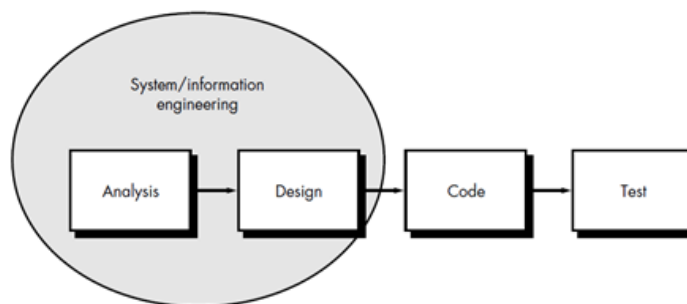 System/information
engineering
Analysis
Design
Code
Test